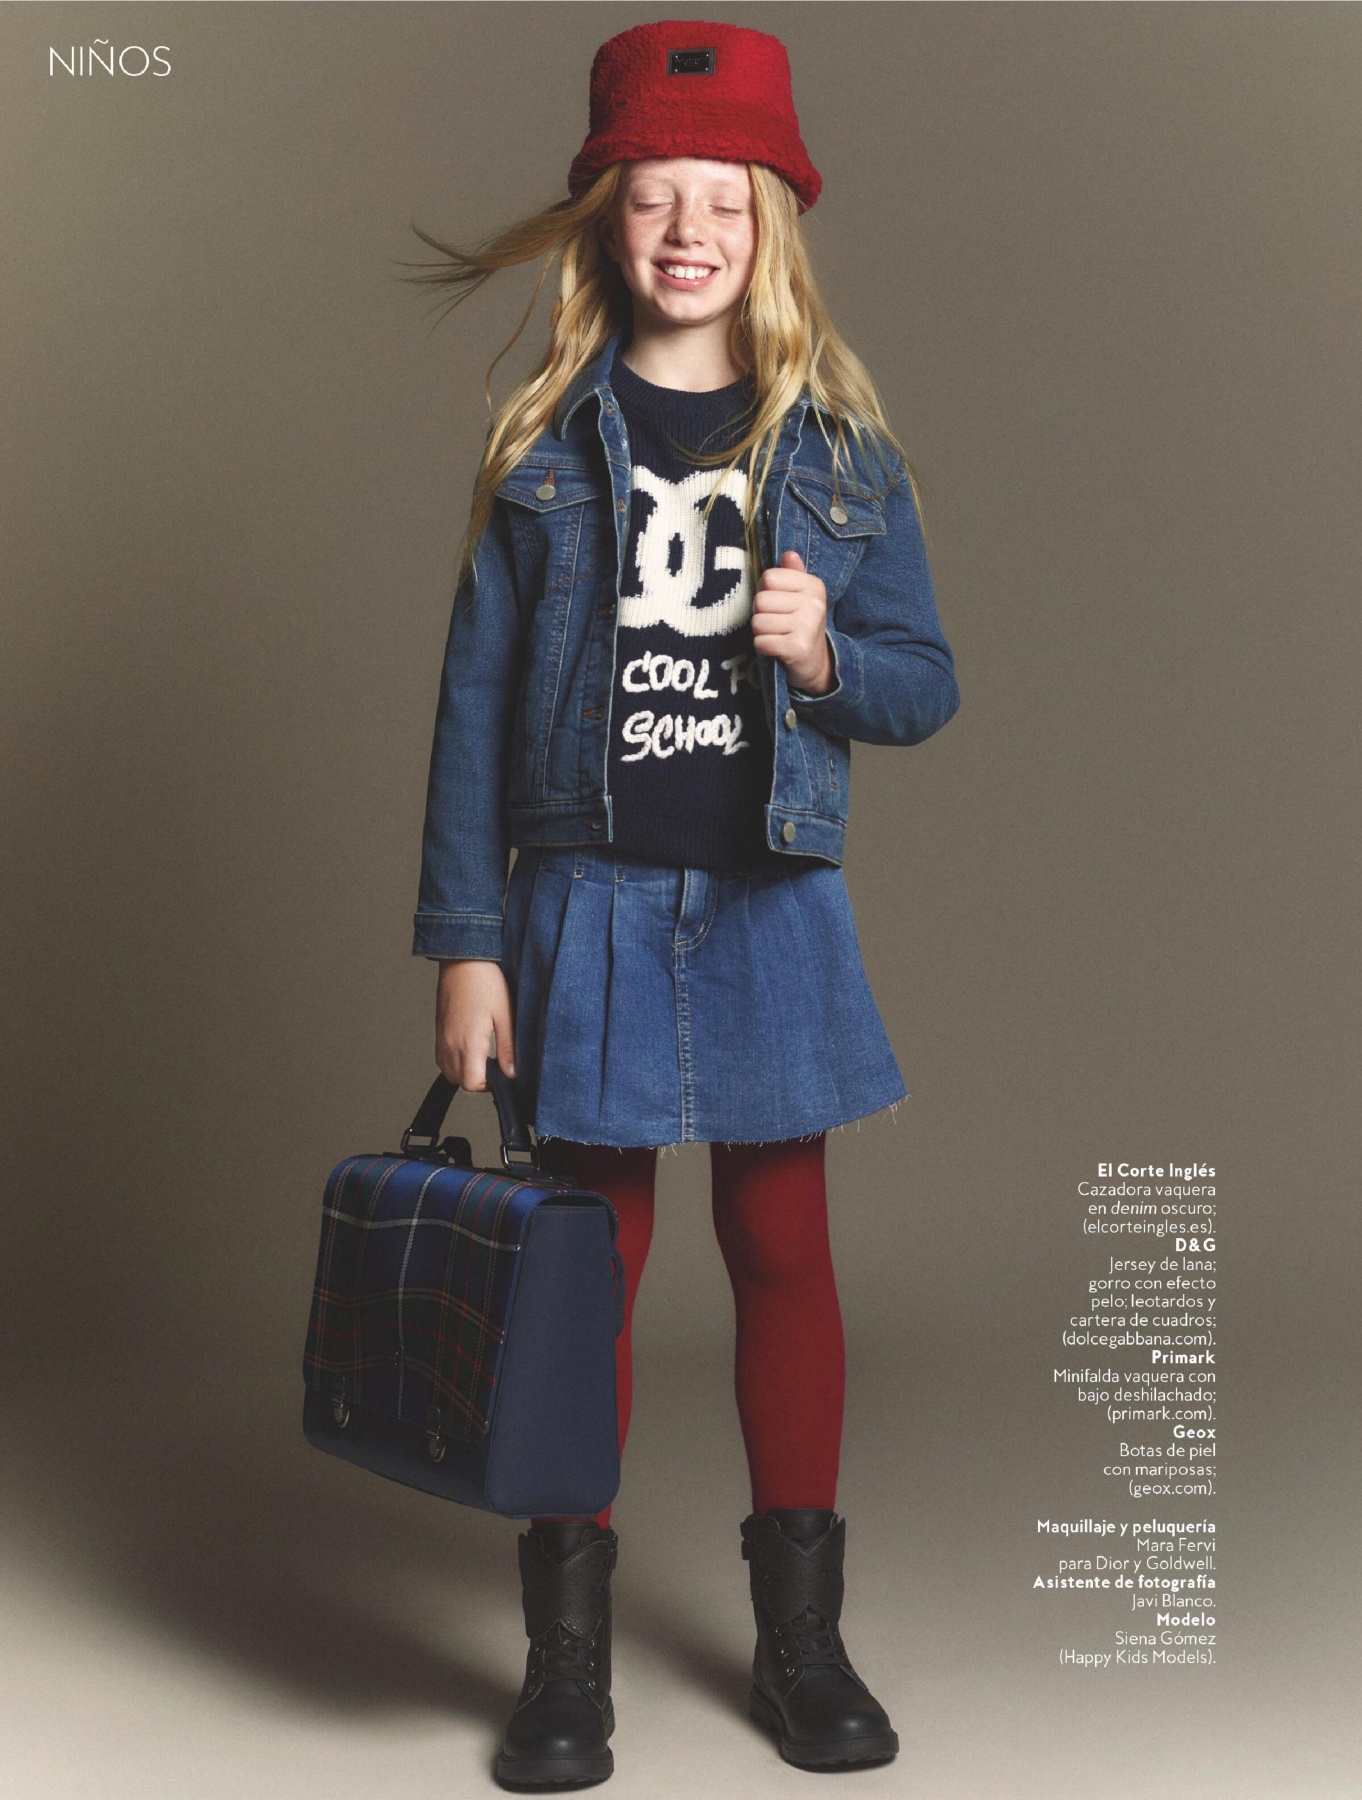 NIÑOS
COOL FO
SCHOOL
El Corte Inglés
Cazadora vaquera
en denim oscuro;
(elcorteingles.es).
D&G
Jersey de lana;
gorro con efecto
pelo; leotardos y
cartera de cuadros;
(dolcegabbana.com).
Primark
Minifalda vaquera con
bajo deshilachado;
(primark.com).
Geox
Botas de piel
con mariposas;
(geox.com).
Maquillaje y peluquería
Mara Fervi
para Dior y Goldwell.
Asistente de fotografía
Javi Blanco.
Modelo
Siena Gómez
(Happy Kids Models).